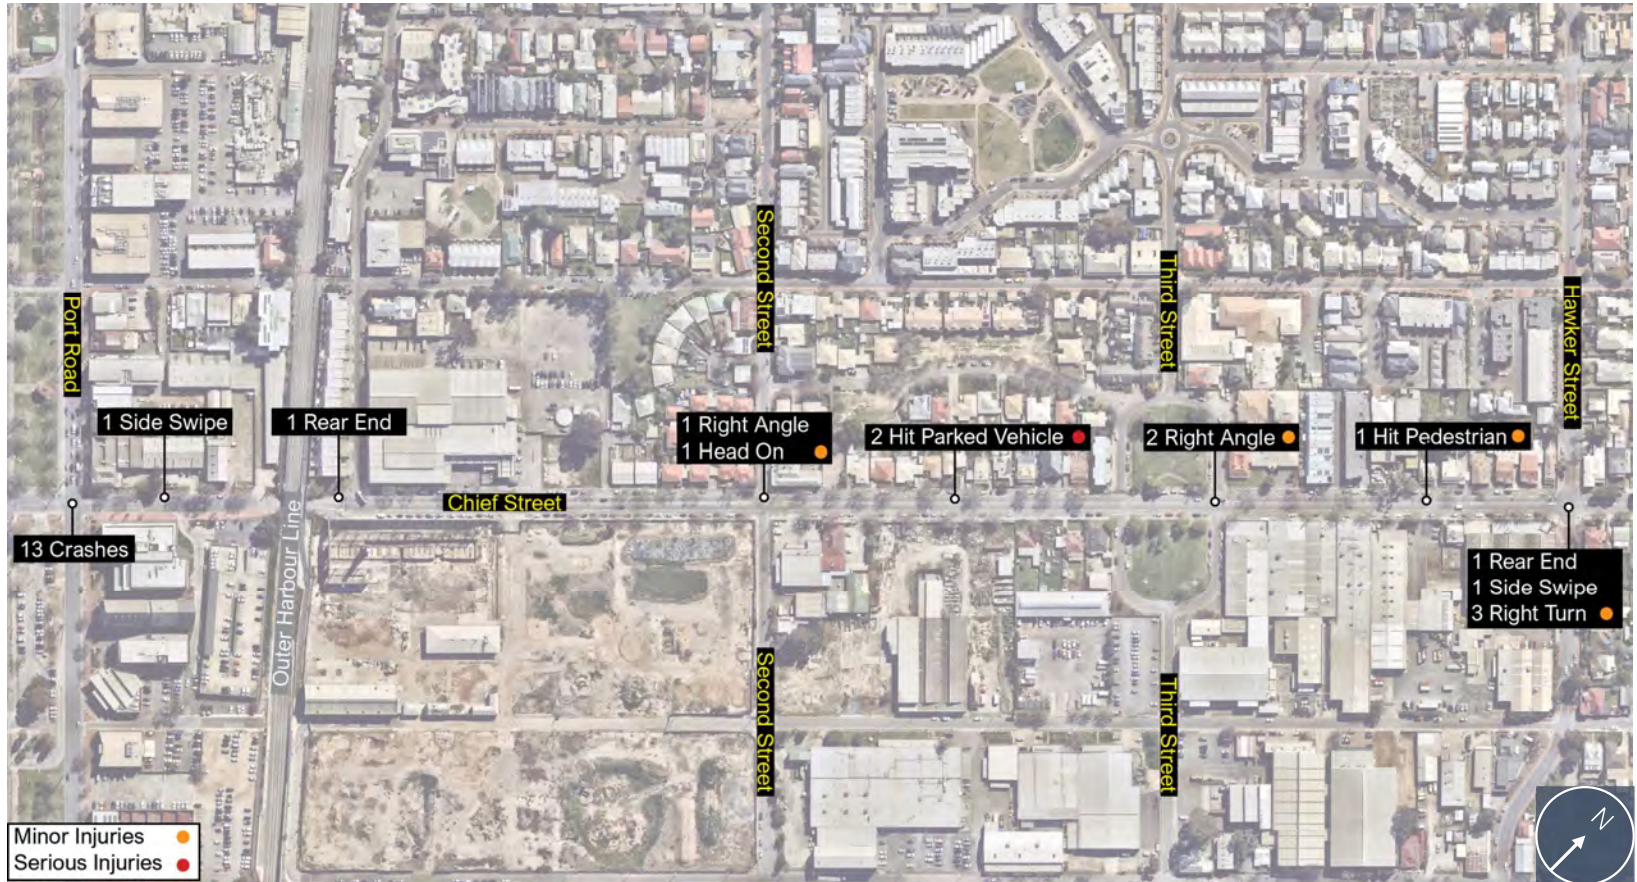 Second Street
Third Street
Port Road
Hawker Street
1 Side Swipe
1 Rear End
1 Right Angle
1 Head On
2 Hit Parked Vehicle
2 Right Angle
1 Hit Pedestrian
Chief Street
13 Crashes
Outer Harbour Line
1 Rear End
1 Side Swipe
3 Right Turn
Second Street
Third Street
Minor Injuries
Serious Injuries
N